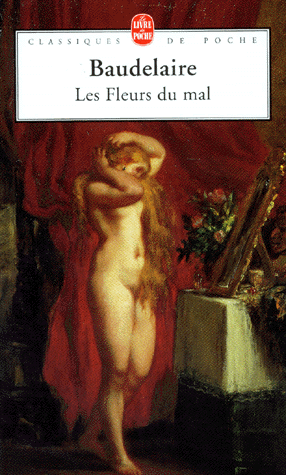 LE LIVRE DE POCHE
CLASSIQUES DE POCHE
Baudelaire
Les Fleurs du mal